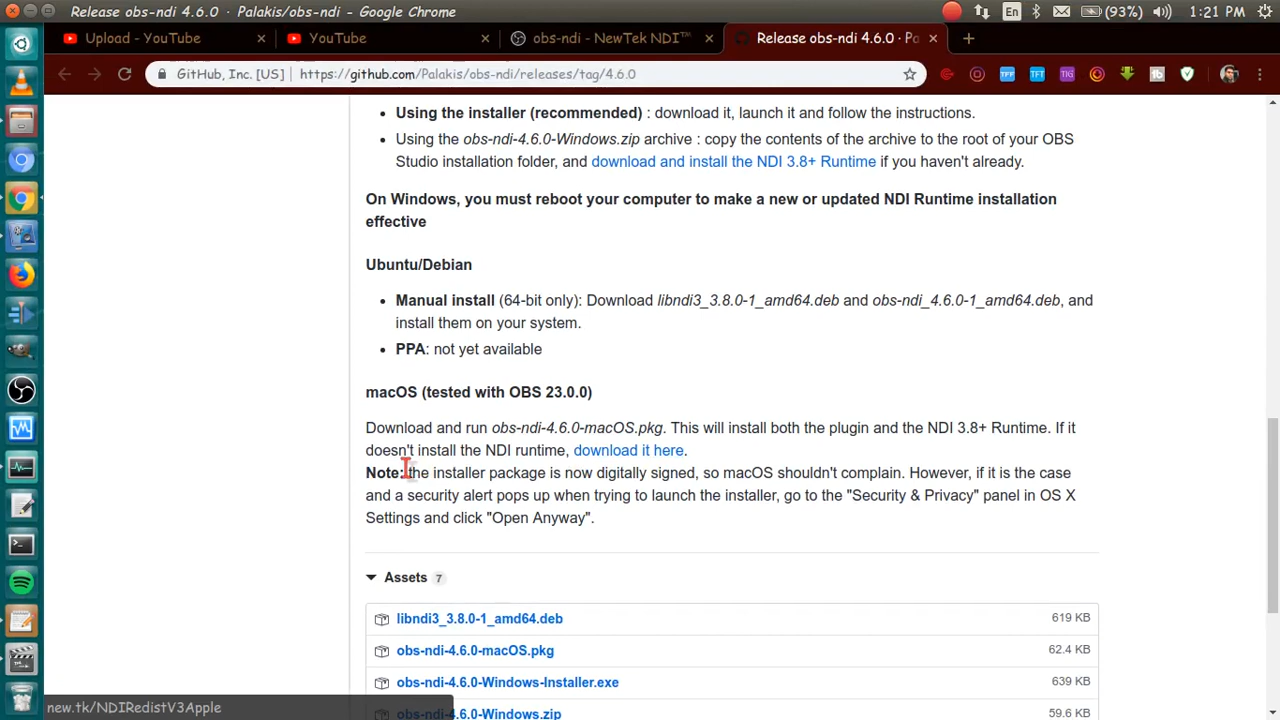 Release obs-ndi 4.6.0 · Palakis/obs-ndi - Google Chrome
En
(93%)
1:21 PM
Upload - YouTube
YouTube
obs-ndi - NewTek NDI™
Release obs-ndi 4.6.0 · Pa
GitHub, Inc. [US]
https://github.com/Palakis/obs-ndi/releases/tag/4.6.0
TFF
TFT
TIG
Using the installer (recommended) : download it, launch it and follow the instructions.
Using the obs-ndi-4.6.0-Windows.zip archive : copy the contents of the archive to the root of your OBS
Studio installation folder, and download and install the NDI 3.8+ Runtime if you haven't already.
On Windows, you must reboot your computer to make a new or updated NDI Runtime installation
effective
Ubuntu/Debian
Manual install (64-bit only): Download libndi3_3.8.0-1_amd64.deb and obs-ndi_4.6.0-1_amd64.deb, and
install them on your system.
PPA: not yet available
macOS (tested with OBS 23.0.0)
Download and run obs-ndi-4.6.0-macOS.pkg. This will install both the plugin and the NDI 3.8+ Runtime. If it
doesn't install the NDI runtime, download it here.
Note: the installer package is now digitally signed, so macOS shouldn't complain. However, if it is the case
and a security alert pops up when trying to launch the installer, go to the "Security & Privacy" panel in OS X
Settings and click "Open Anyway".
Assets 7
libndi3_3.8.0-1_amd64.deb 619 KB
obs-ndi-4.6.0-macOS.pkg 62.4 KB
obs-ndi-4.6.0-Windows-Installer.exe 639 KB
obs-ndi-4.6.0-Windows.zip 59.6 KB
new.tk/NDIRedistV3Apple